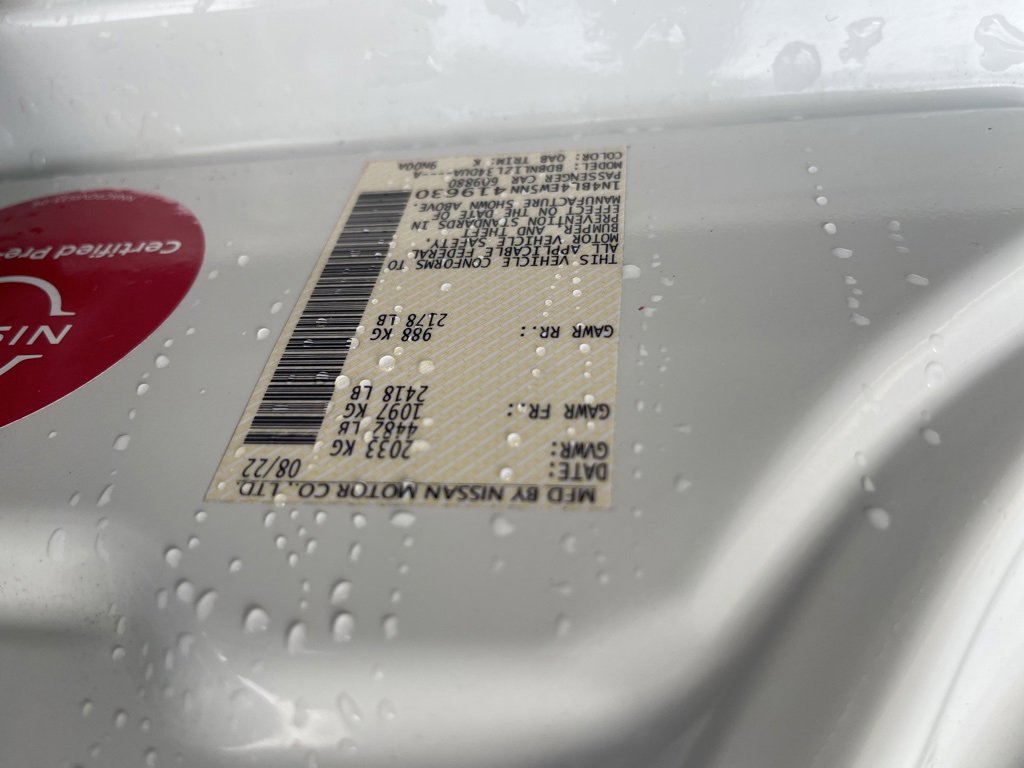 MFD BY NISSAN MOTOR CO., LTD.
DATE: 08/22
GVWR: 2033 KG
4482 LB
GAWR FR.: 1097 KG
2418 LB
GAWR RR.: 988 KG
2178 LB
THIS VEHICLE CONFORMS TO
ALL APPLICABLE FEDERAL
MOTOR VEHICLE SAFETY,
BUMPER AND THEFT
PREVENTION STANDARDS IN
EFFECT ON THE DATE OF
MANUFACTURE SHOWN ABOVE.
1N4BL4EW5NN 419630
PASSENGER CAR 609880
MODEL:
COLOR: QAB TRIM: K
NIS
Certified Pre-